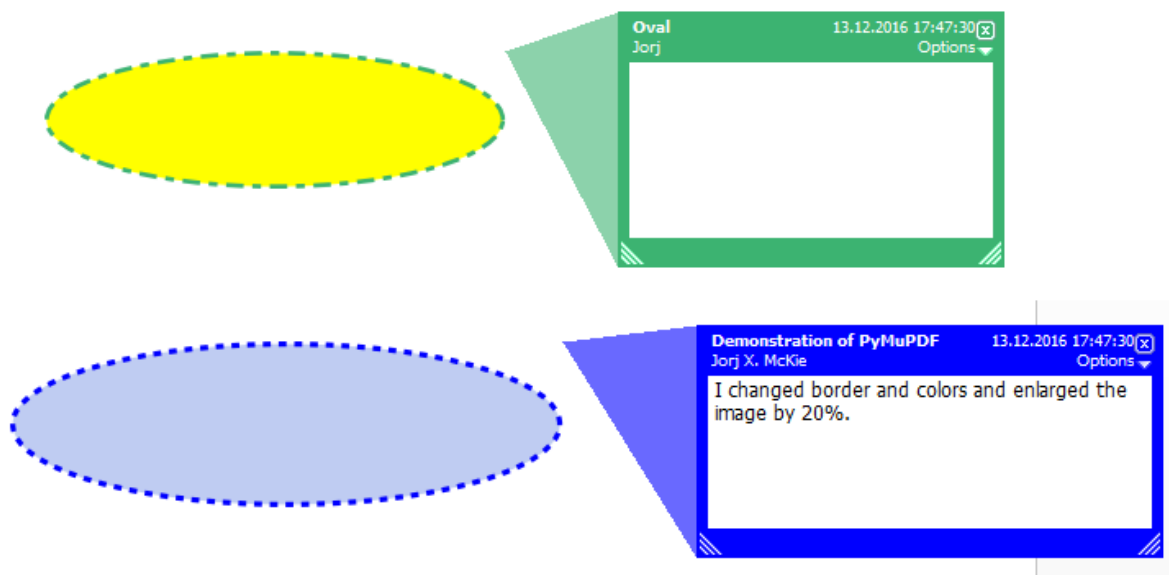 Oval 13.12.2016 17:47:30
Jorj Options
Demonstration of PyMuPDF 13.12.2016 17:47:30
Jorj X. McKie Options
I changed border and colors and enlarged the
image by 20%.